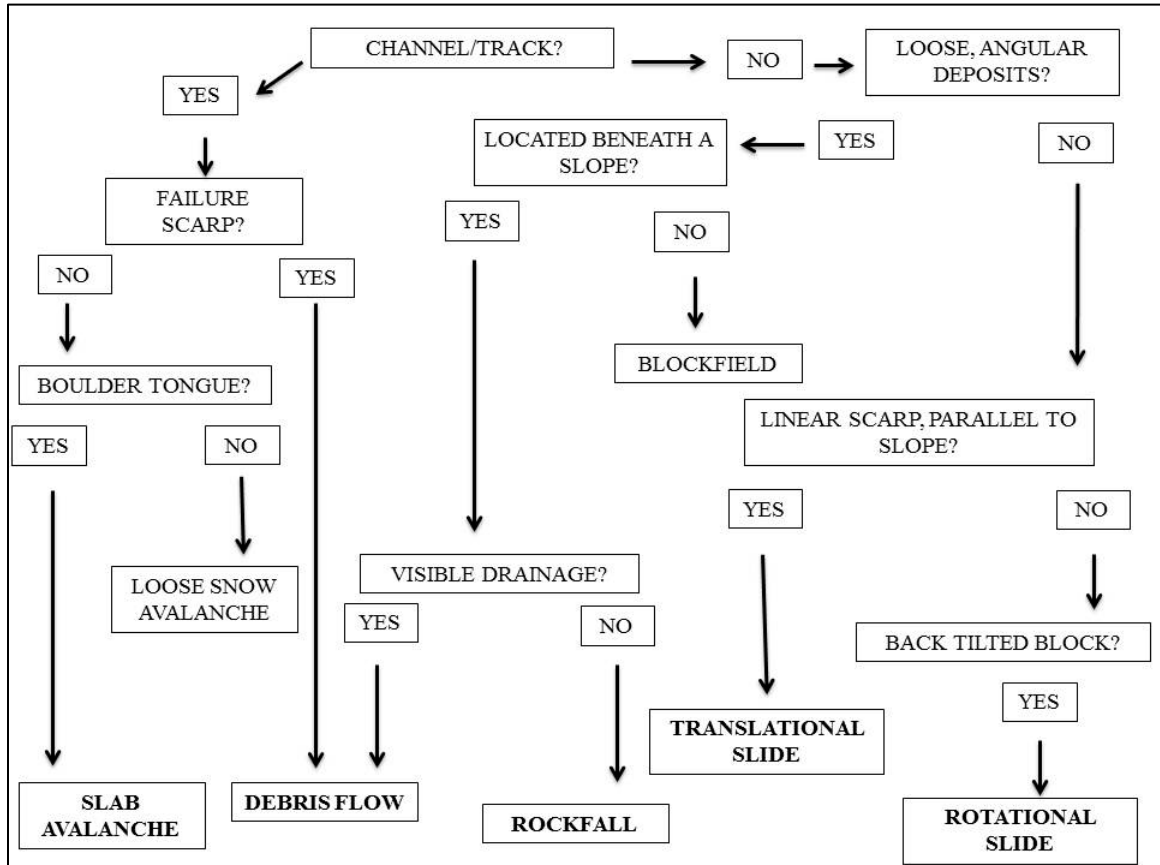 CHANNEL/TRACK?
NO
LOOSE, ANGULAR
DEPOSITS?
YES
LOCATED BENEATH A
SLOPE?
YES
NO
FAILURE
SCARP?
YES
NO
NO
YES
BLOCKFIELD
BOULDER TONGUE?
LINEAR SCARP, PARALLEL TO
SLOPE?
YES
NO
YES
NO
LOOSE SNOW
AVALANCHE
VISIBLE DRAINAGE?
YES
NO
BACK TILTED BLOCK?
YES
TRANSLATIONAL
SLIDE
SLAB
AVALANCHE
DEBRIS FLOW
ROCKFALL
ROTATIONAL
SLIDE